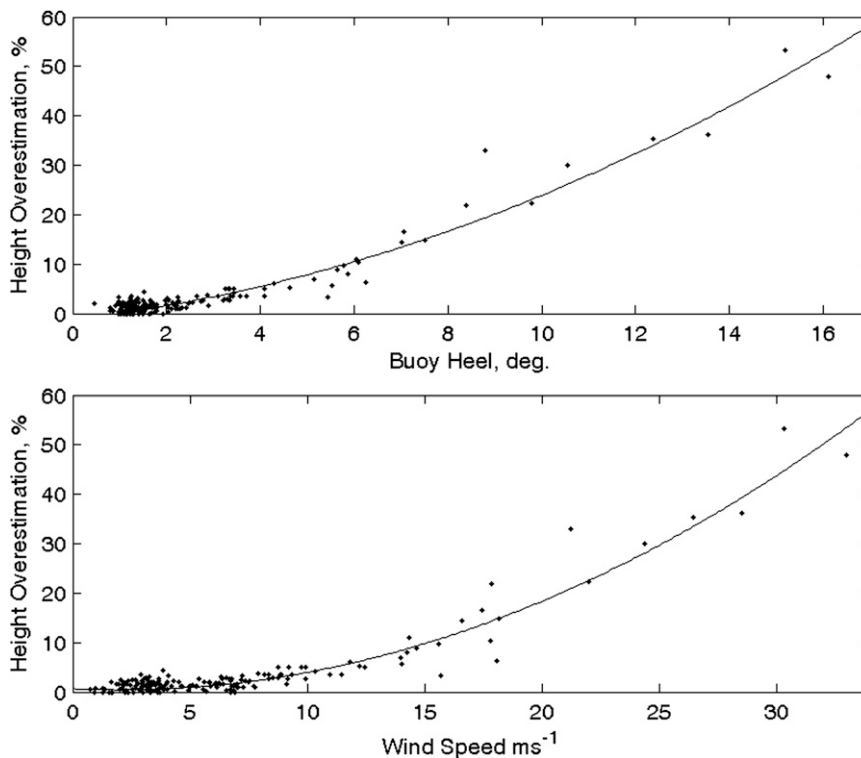 60
50
40
30
20
10
0
Height Overestimation, %
0 2 4 6 8 10 12 14 16
Buoy Heel, deg.
60
50
40
30
20
10
0
Height Overestimation, %
0 5 10 15 20 25 30
Wind Speed ms⁻¹